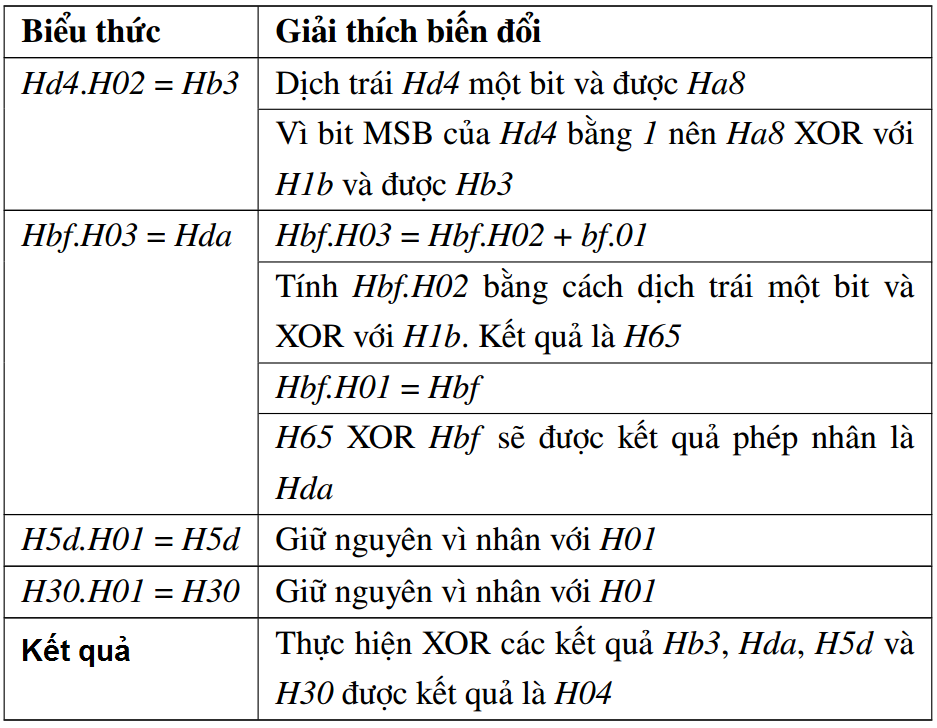 Biểu thức
Giải thích biến đổi
Hd4.H02 = Hb3
Dịch trái Hd4 một bit và được Ha8
Vì bit MSB của Hd4 bằng 1 nên Ha8 XOR với
H1b và được Hb3
Hbf.H03 = Hda
Hbf.H03 = Hbf.H02 + bf.01
Tính Hbf.H02 bằng cách dịch trái một bit và
XOR với H1b. Kết quả là H65
Hbf.H01 = Hbf
H65 XOR Hbf sẽ được kết quả phép nhân là
Hda
H5d.H01 = H5d
Giữ nguyên vì nhân với H01
H30.H01 = H30
Giữ nguyên vì nhân với H01
Kết quả
Thực hiện XOR các kết quả Hb3, Hda, H5d và
H30 được kết quả là H04